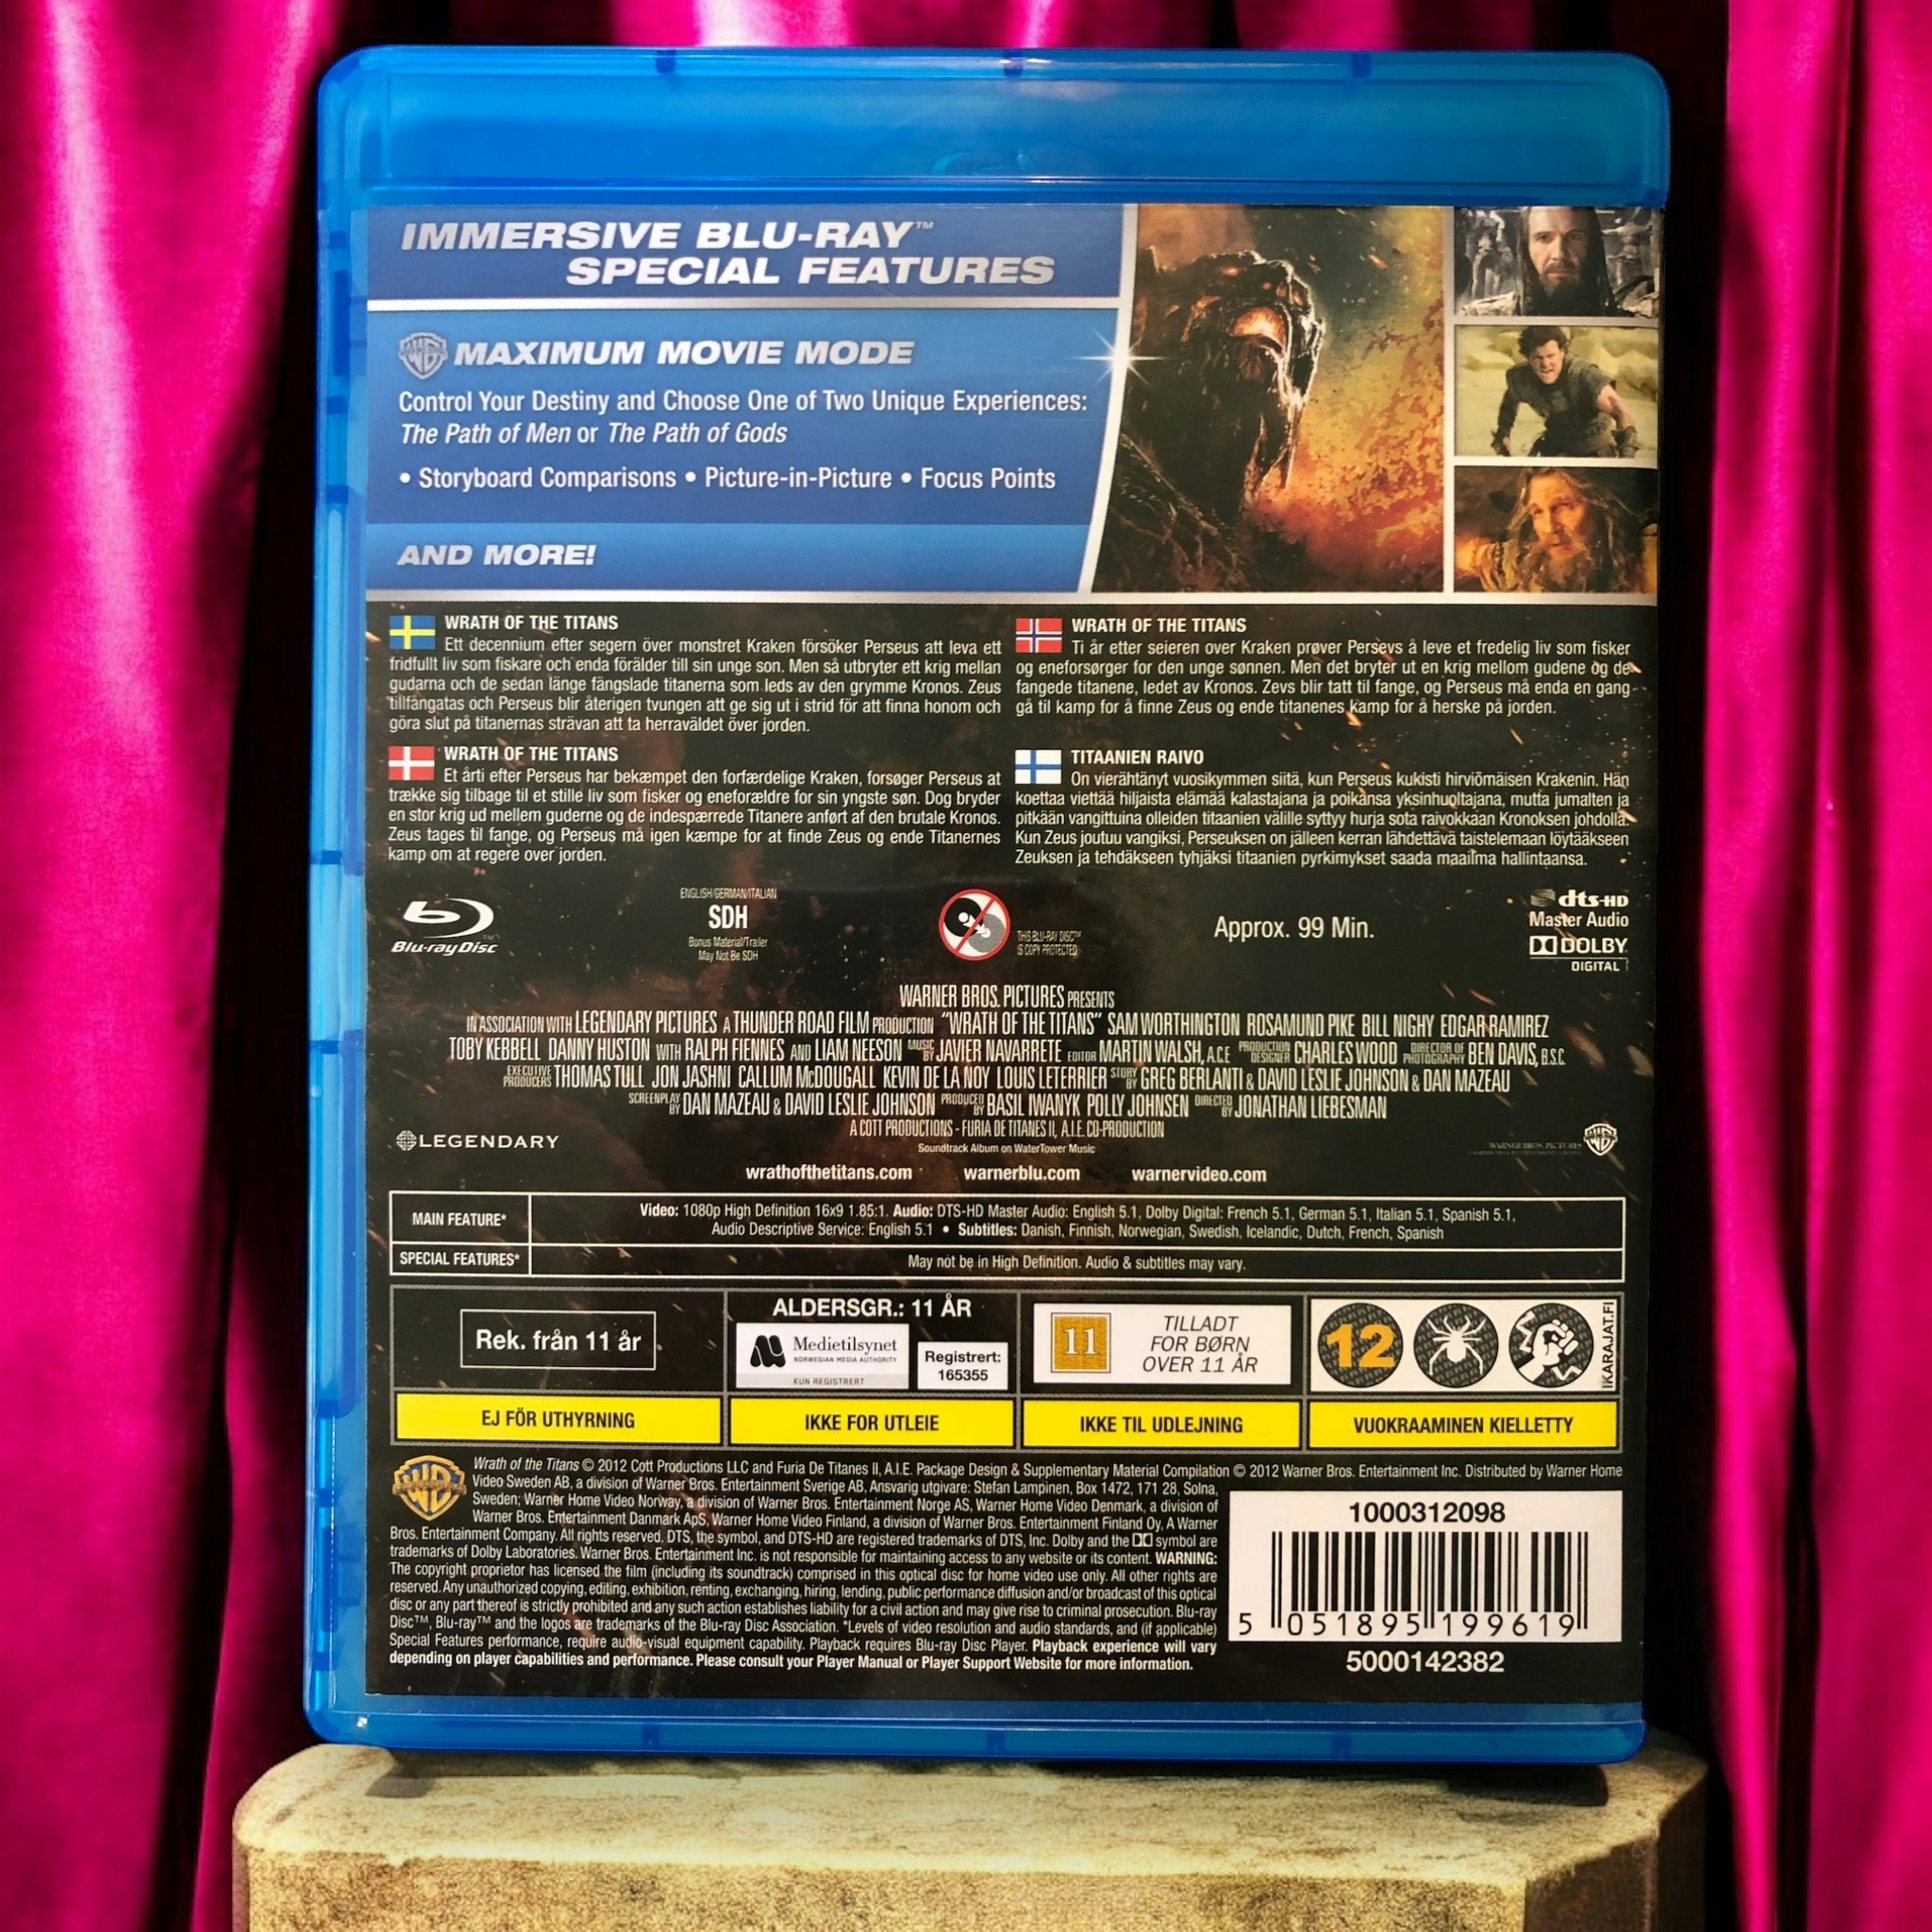 IMMERSIVE BLU-RAY™
SPECIAL FEATURES
MAXIMUM MOVIE MODE
Control Your Destiny and Choose One of Two Unique Experiences:
The Path of Men or The Path of Gods
• Storyboard Comparisons • Picture-in-Picture • Focus Points
AND MORE!
WRATH OF THE TITANS
Ett decennium efter segern över monstret Kraken försöker Perseus att leva ett
fridfullt liv som fiskare och enda förälder till sin unge son. Men så utbryter ett krig mellan
gudarna och de sedan länge fängslade titanerna som leds av den grymme Kronos. Zeus
tillfångatas och Perseus blir återigen tvungen att ge sig ut i strid för att finna honom och
göra slut på titanernas strävan att ta herraväldet över jorden.
WRATH OF THE TITANS
Ti år etter seieren over Kraken prøver Persevs å leve et fredelig liv som fisker
og eneforsørger for den unge sønnen. Men det bryter ut en krig mellom gudene og de
fangede titanene, ledet av Kronos. Zevs blir tatt til fange, og Perseus må enda en gang
gå til kamp for å finne Zeus og ende titanenes kamp for å herske på jorden.
WRATH OF THE TITANS
Et årti efter Perseus har bekæmpet den forfærdelige Kraken, forsøger Perseus at
trække sig tilbage til et stille liv som fisker og eneforældre for sin yngste søn. Dog bryder
en stor krig ud mellem guderne og de indespærrede Titanere anført af den brutale Kronos.
Zeus tages til fange, og Perseus må igen kæmpe for at finde Zeus og ende Titanernes
kamp om at regere over jorden.
TITAANIEN RAIVO
On vierähtänyt vuosikymmen siitä, kun Perseus kukisti hirviömäisen Krakenin. Hän
koettaa viettää hiljaista elämää kalastajana ja poikansa yksinhuoltajana, mutta jumalten ja
pitkään vangittuina olleiden titaanien välille syttyy hurja sota raivokkaan Kronoksen johdolla.
Kun Zeus joutuu vangiksi, Perseuksen on jälleen kerran lähdettävä taistelemaan löytääkseen
Zeuksen ja tehdäkseen tyhjäksi titaanien pyrkimykset saada maailma hallintaansa.
Blu-ray Disc™
ENGLISH/GERMAN/ITALIAN
SDH
Bonus Material/Trailer
May Not Be SDH
THIS BLU-RAY DISC™
IS COPY PROTECTED
Approx. 99 Min.
dts-HD
Master Audio
DOLBY
DIGITAL
WARNER BROS. PICTURES PRESENTS
IN ASSOCIATION WITH LEGENDARY PICTURES A THUNDER ROAD FILM PRODUCTION "WRATH OF THE TITANS" SAM WORTHINGTON ROSAMUND PIKE BILL NIGHY EDGAR RAMIREZ
TOBY KEBBELL DANNY HUSTON WITH RALPH FIENNES AND LIAM NEESON MUSIC BY JAVIER NAVARRETE EDITOR MARTIN WALSH, A.C.E PRODUCTION DESIGNER CHARLES WOOD DIRECTOR OF PHOTOGRAPHY BEN DAVIS, B.S.C.
EXECUTIVE PRODUCERS THOMAS TULL JON JASHNI CALLUM McDOUGALL KEVIN DE LA NOY LOUIS LETERRIER STORY BY GREG BERLANTI & DAVID LESLIE JOHNSON & DAN MAZEAU
SCREENPLAY BY DAN MAZEAU & DAVID LESLIE JOHNSON PRODUCED BY BASIL IWANYK POLLY JOHNSEN DIRECTED BY JONATHAN LIEBESMAN
A COTT PRODUCTIONS - FURIA DE TITANES II, A.I.E. CO-PRODUCTION
LEGENDARY
Soundtrack Album on WaterTower Music
WARNER BROS. PICTURES
wrathofthetitans.com warnerblu.com warnervideo.com
MAIN FEATURE*
Video: 1080p High Definition 16x9 1.85:1. Audio: DTS-HD Master Audio: English 5.1, Dolby Digital: French 5.1, German 5.1, Italian 5.1, Spanish 5.1,
Audio Descriptive Service: English 5.1 • Subtitles: Danish, Finnish, Norwegian, Swedish, Icelandic, Dutch, French, Spanish
SPECIAL FEATURES*
May not be in High Definition. Audio & subtitles may vary.
Rek. från 11 år
ALDERSGR.: 11 ÅR
Medietilsynet
NORWEGIAN MEDIA AUTHORITY
KUN REGISTRERT
Registrert:
165355
11
TILLADT
FOR BØRN
OVER 11 ÅR
12
IKARAJAT.FI
EJ FÖR UTHYRNING
IKKE FOR UTLEIE
IKKE TIL UDLEJNING
VUOKRAAMINEN KIELLETTY
Wrath of the Titans © 2012 Cott Productions LLC and Furia De Titanes II, A.I.E. Package Design & Supplementary Material Compilation © 2012 Warner Bros. Entertainment Inc. Distributed by Warner Home
Video Sweden AB, a division of Warner Bros. Entertainment Sverige AB, Ansvarig utgivare: Stefan Lampinen, Box 1472, 171 28, Solna,
Sweden; Warner Home Video Norway, a division of Warner Bros. Entertainment Norge AS, Warner Home Video Denmark, a division of
Warner Bros. Entertainment Danmark ApS, Warner Home Video Finland, a division of Warner Bros. Entertainment Finland Oy, A Warner
Bros. Entertainment Company. All rights reserved. DTS, the symbol, and DTS-HD are registered trademarks of DTS, Inc. Dolby and the symbol are
trademarks of Dolby Laboratories. Warner Bros. Entertainment Inc. is not responsible for maintaining access to any website or its content. WARNING:
The copyright proprietor has licensed the film (including its soundtrack) comprised in this optical disc for home video use only. All other rights are
reserved. Any unauthorized copying, editing, exhibition, renting, exchanging, hiring, lending, public performance diffusion and/or broadcast of this optical
disc or any part thereof is strictly prohibited and any such action establishes liability for a civil action and may give rise to criminal prosecution. Blu-ray
Disc™, Blu-ray™ and the logos are trademarks of the Blu-ray Disc Association. *Levels of video resolution and audio standards, and (if applicable)
Special Features performance, require audio-visual equipment capability. Playback requires Blu-ray Disc Player. Playback experience will vary
depending on player capabilities and performance. Please consult your Player Manual or Player Support Website for more information.
1000312098
5 051895 199619
5000142382